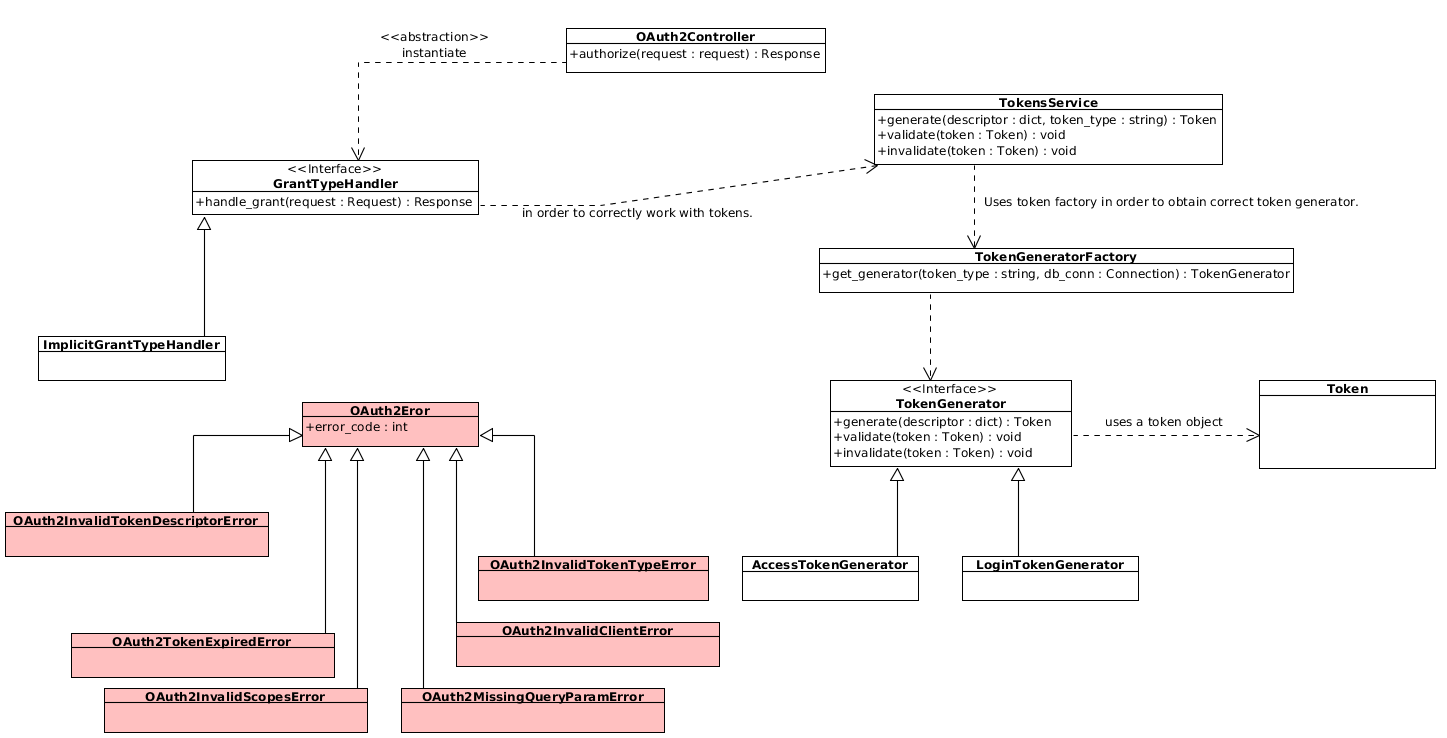 <<abstraction>>
instantiate
OAuth2Controller
+authorize(request : request) : Response
TokensService
+generate(descriptor : dict, token_type : string) : Token
+validate(token : Token) : void
+invalidate(token : Token) : void
<<Interface>>
GrantTypeHandler
+handle_grant(request : Request) : Response
in order to correctly work with tokens.
Uses token factory in order to obtain correct token generator.
TokenGeneratorFactory
+get_generator(token_type : string, db_conn : Connection) : TokenGenerator
ImplicitGrantTypeHandler
<<Interface>>
TokenGenerator
+generate(descriptor : dict) : Token
+validate(token : Token) : void
+invalidate(token : Token) : void
uses a token object
Token
OAuth2Eror
+error_code : int
OAuth2InvalidTokenDescriptorError
OAuth2InvalidTokenTypeError
AccessTokenGenerator
LoginTokenGenerator
OAuth2TokenExpiredError
OAuth2InvalidClientError
OAuth2InvalidScopesError
OAuth2MissingQueryParamError